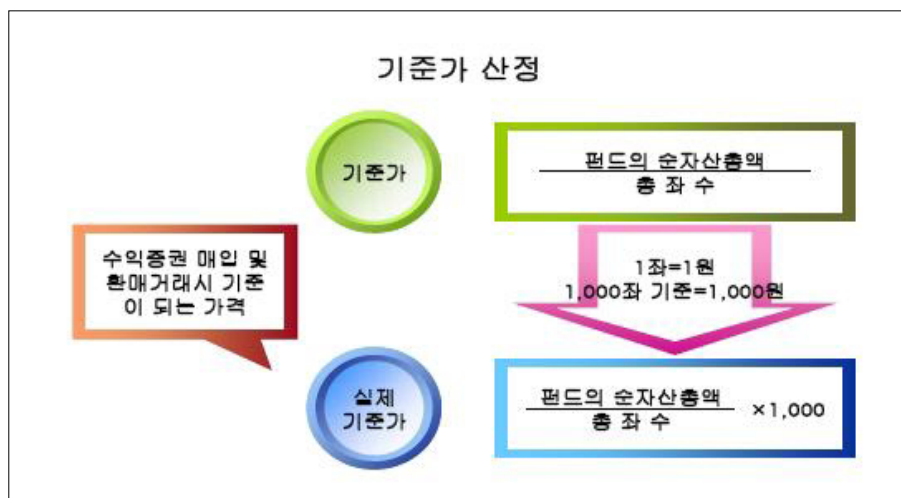 기준가 산정
기준가
펀드의 순자산총액
총 좌 수
수익증권 매입 및
환매거래시 기준
이 되는 가격
1좌=1원
1,000좌 기준=1,000원
실제
기준가
펀드의 순자산총액
총 좌 수
×1,000